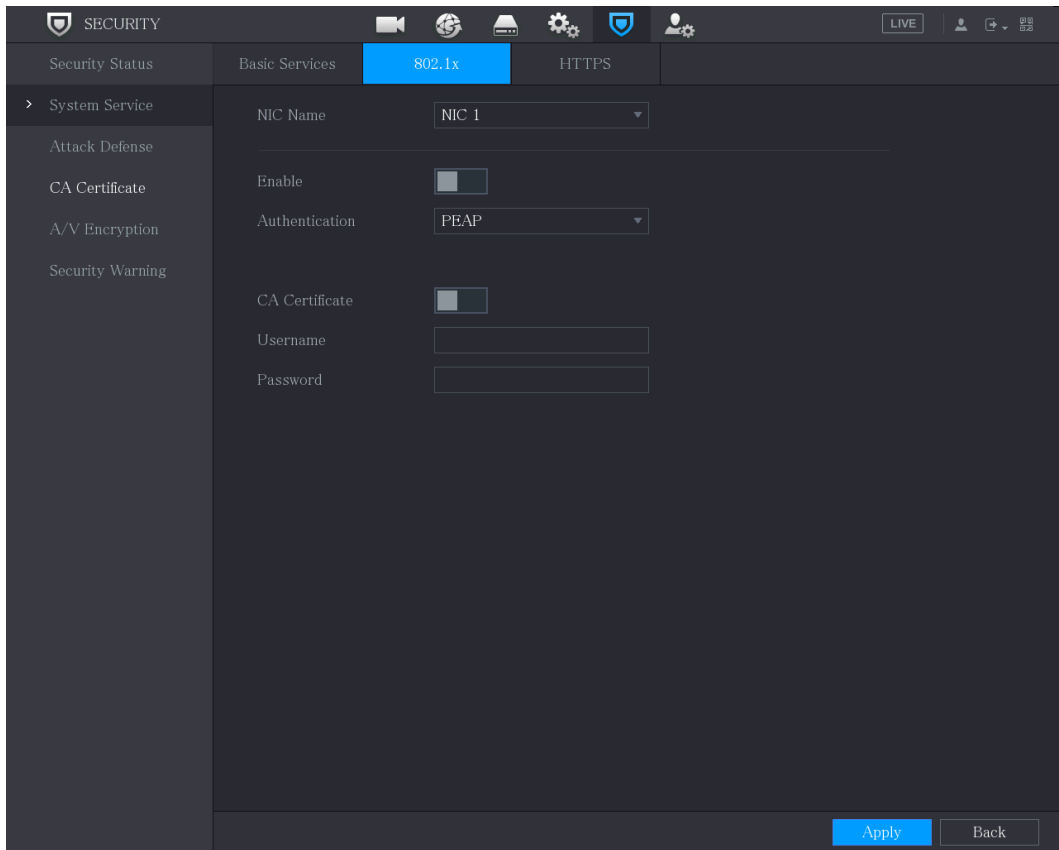 SECURITY
LIVE
Security Status
System Service
Attack Defense
CA Certificate
A/V Encryption
Security Warning
Basic Services
802.1x
HTTPS
NIC Name
NIC 1
Enable
Authentication
PEAP
CA Certificate
Username
Password
Apply
Back